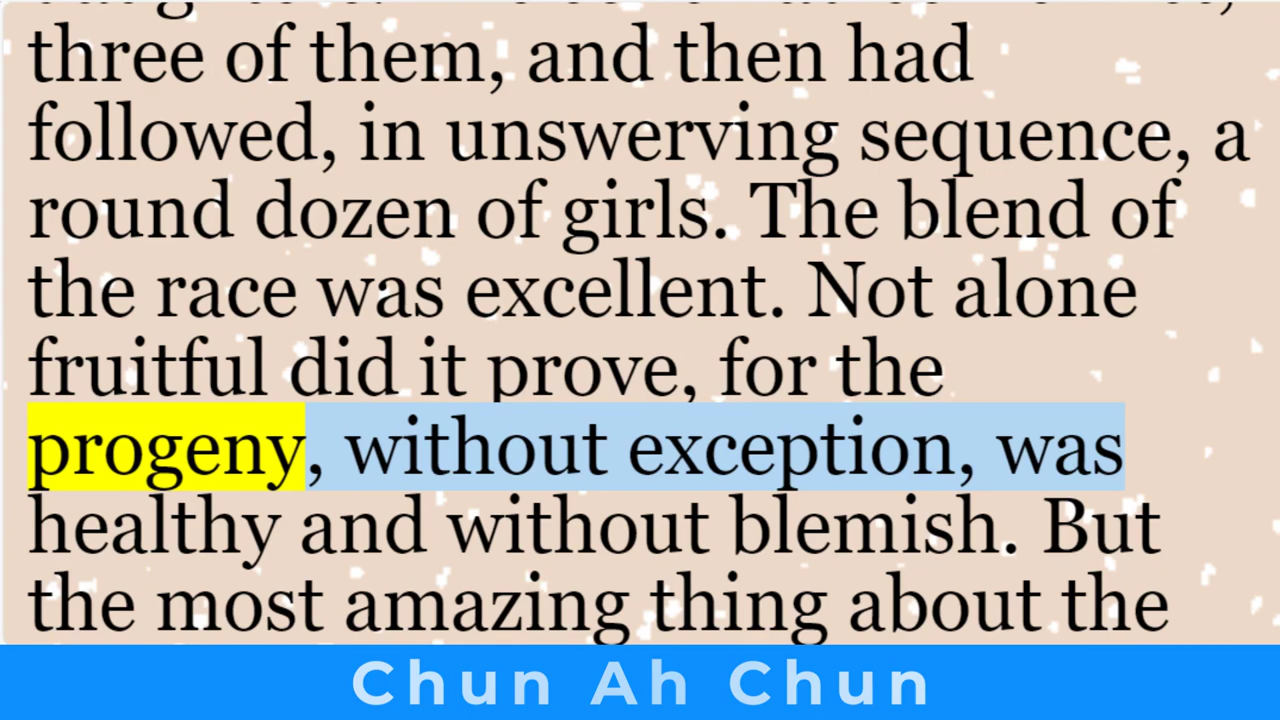 three of them, and then had
followed, in unswerving sequence, a
round dozen of girls. The blend of
the race was excellent. Not alone
fruitful did it prove, for the
progeny, without exception, was
healthy and without blemish. But
the most amazing thing about the
Chun Ah Chun